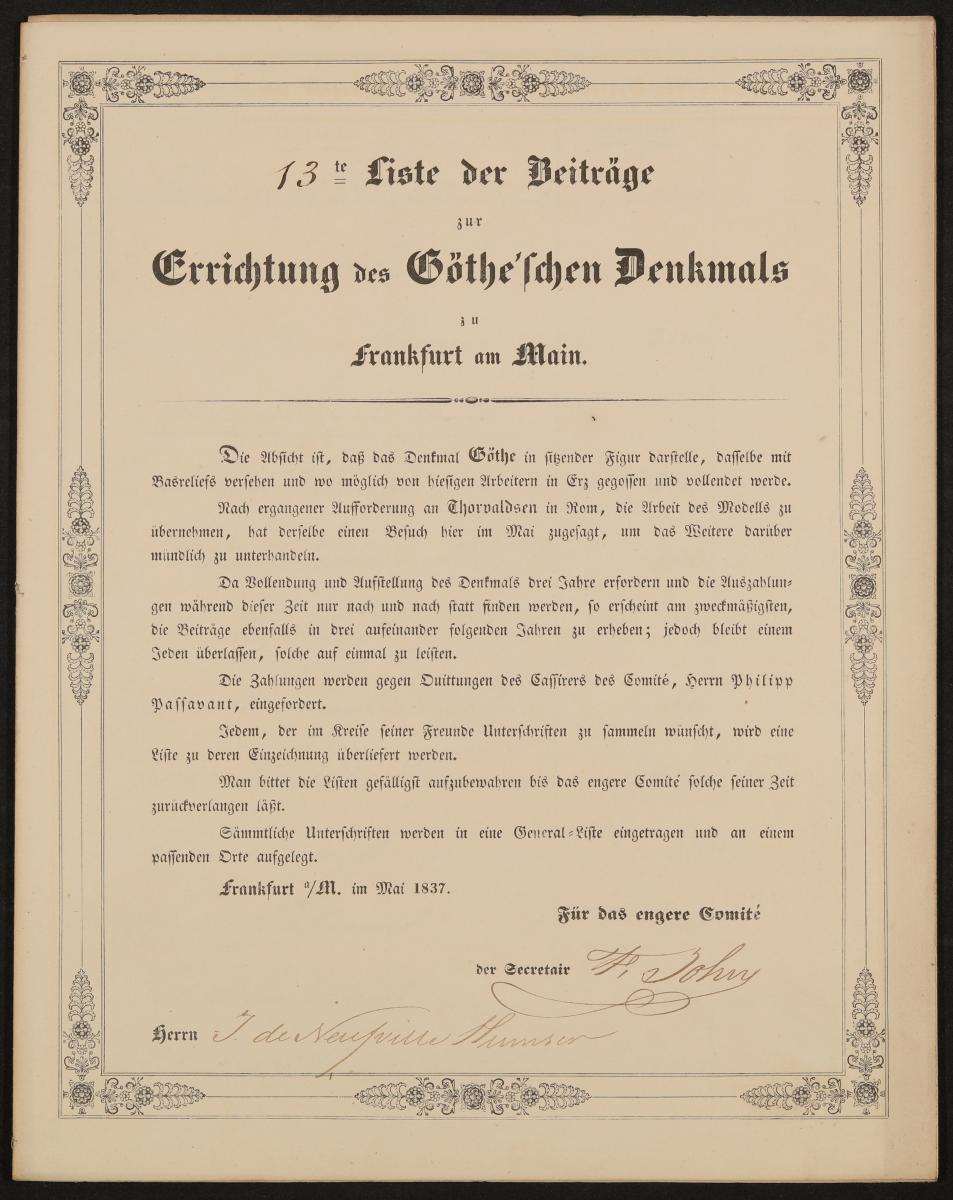 13te Liste der Beiträge
zur
Errichtung des Göthe'schen Denkmals
zu
Frankfurt am Main.
Die Absicht ist, daß das Denkmal Göthe in sitzender Figur darstelle, dasselbe mit
Basreliefs versehen und wo möglich von hiesigen Arbeitern in Erz gegossen und vollendet werde.
Nach ergangener Aufforderung an Thorvaldsen in Rom, die Arbeit des Modells zu
übernehmen, hat derselbe einen Besuch hier im Mai zugesagt, um das Weitere darüber
mündlich zu unterhandeln.
Da Vollendung und Aufstellung des Denkmals drei Jahre erfordern und die Auszahlun-
gen während dieser Zeit nur nach und nach statt finden werden, so erscheint am zweckmäßigsten,
die Beiträge ebenfalls in drei aufeinander folgenden Jahren zu erheben; jedoch bleibt einem
Jeden überlassen, solche auf einmal zu leisten.
Die Zahlungen werden gegen Quittungen des Cassirers des Comité, Herrn Philipp
Passavant, eingefordert.
Jedem, der im Kreise seiner Freunde Unterschriften zu sammeln wünscht, wird eine
Liste zu deren Einzeichnung überliefert werden.
Man bittet die Listen gefälligst aufzubewahren bis das engere Comité solche seiner Zeit
zurückverlangen läßt.
Sämmtliche Unterschriften werden in eine General-Liste eingetragen und an einem
passenden Orte aufgelegt.
Frankfurt a/M. im Mai 1837.
Für das engere Comité
der Secretair
Herrn J. de Neufville